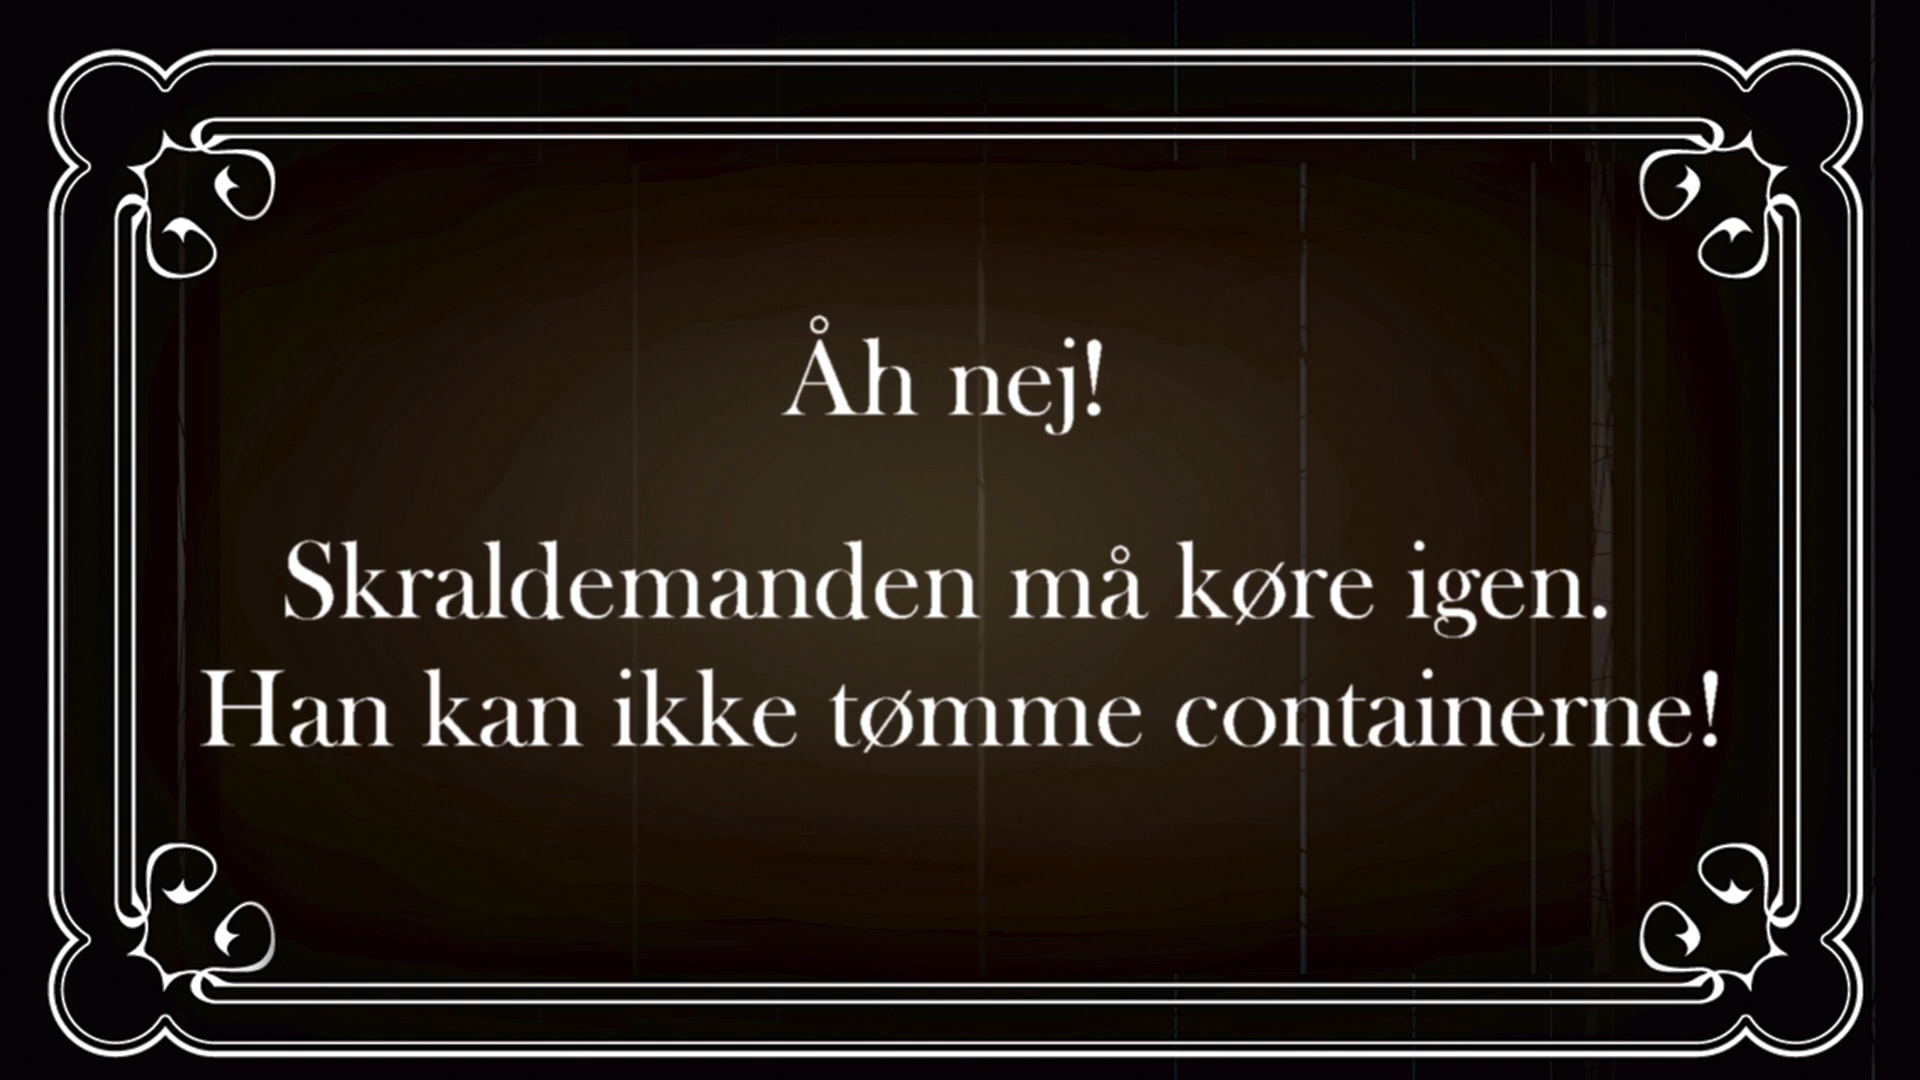 Åh nej!
Skraldemanden må køre igen.
Han kan ikke tømme containerne!